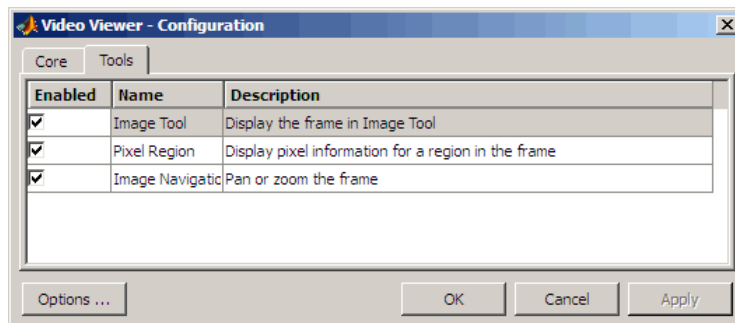 Video Viewer - Configuration
Core Tools
Enabled Name Description
Image Tool Display the frame in Image Tool
Pixel Region Display pixel information for a region in the frame
Image Navigatic Pan or zoom the frame
Options ... OK Cancel Apply